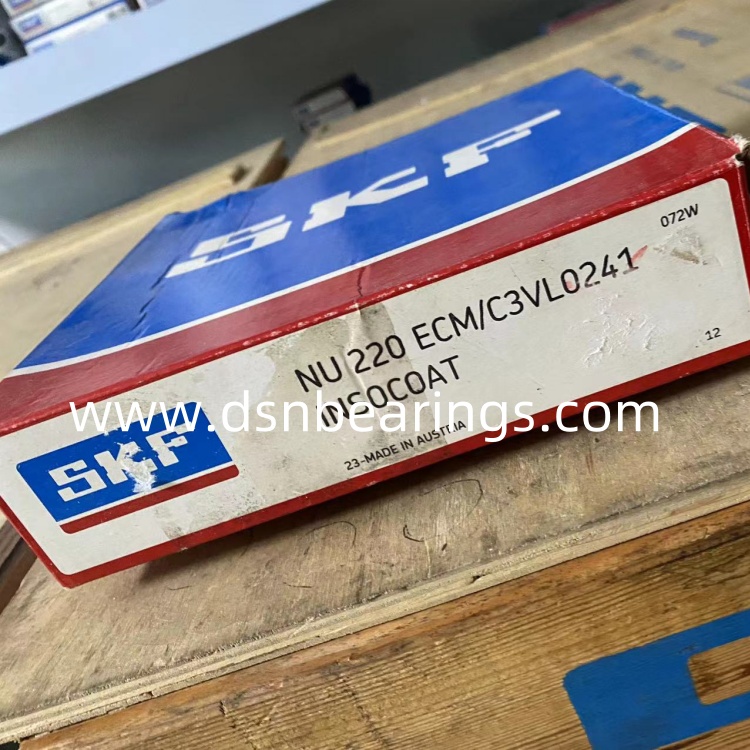 SKF
072W
NU 220 ECM/C3VL0241
INSOCOAT
12
www.dsnbearings.com
SKF
23-MADE IN AUSTRIA